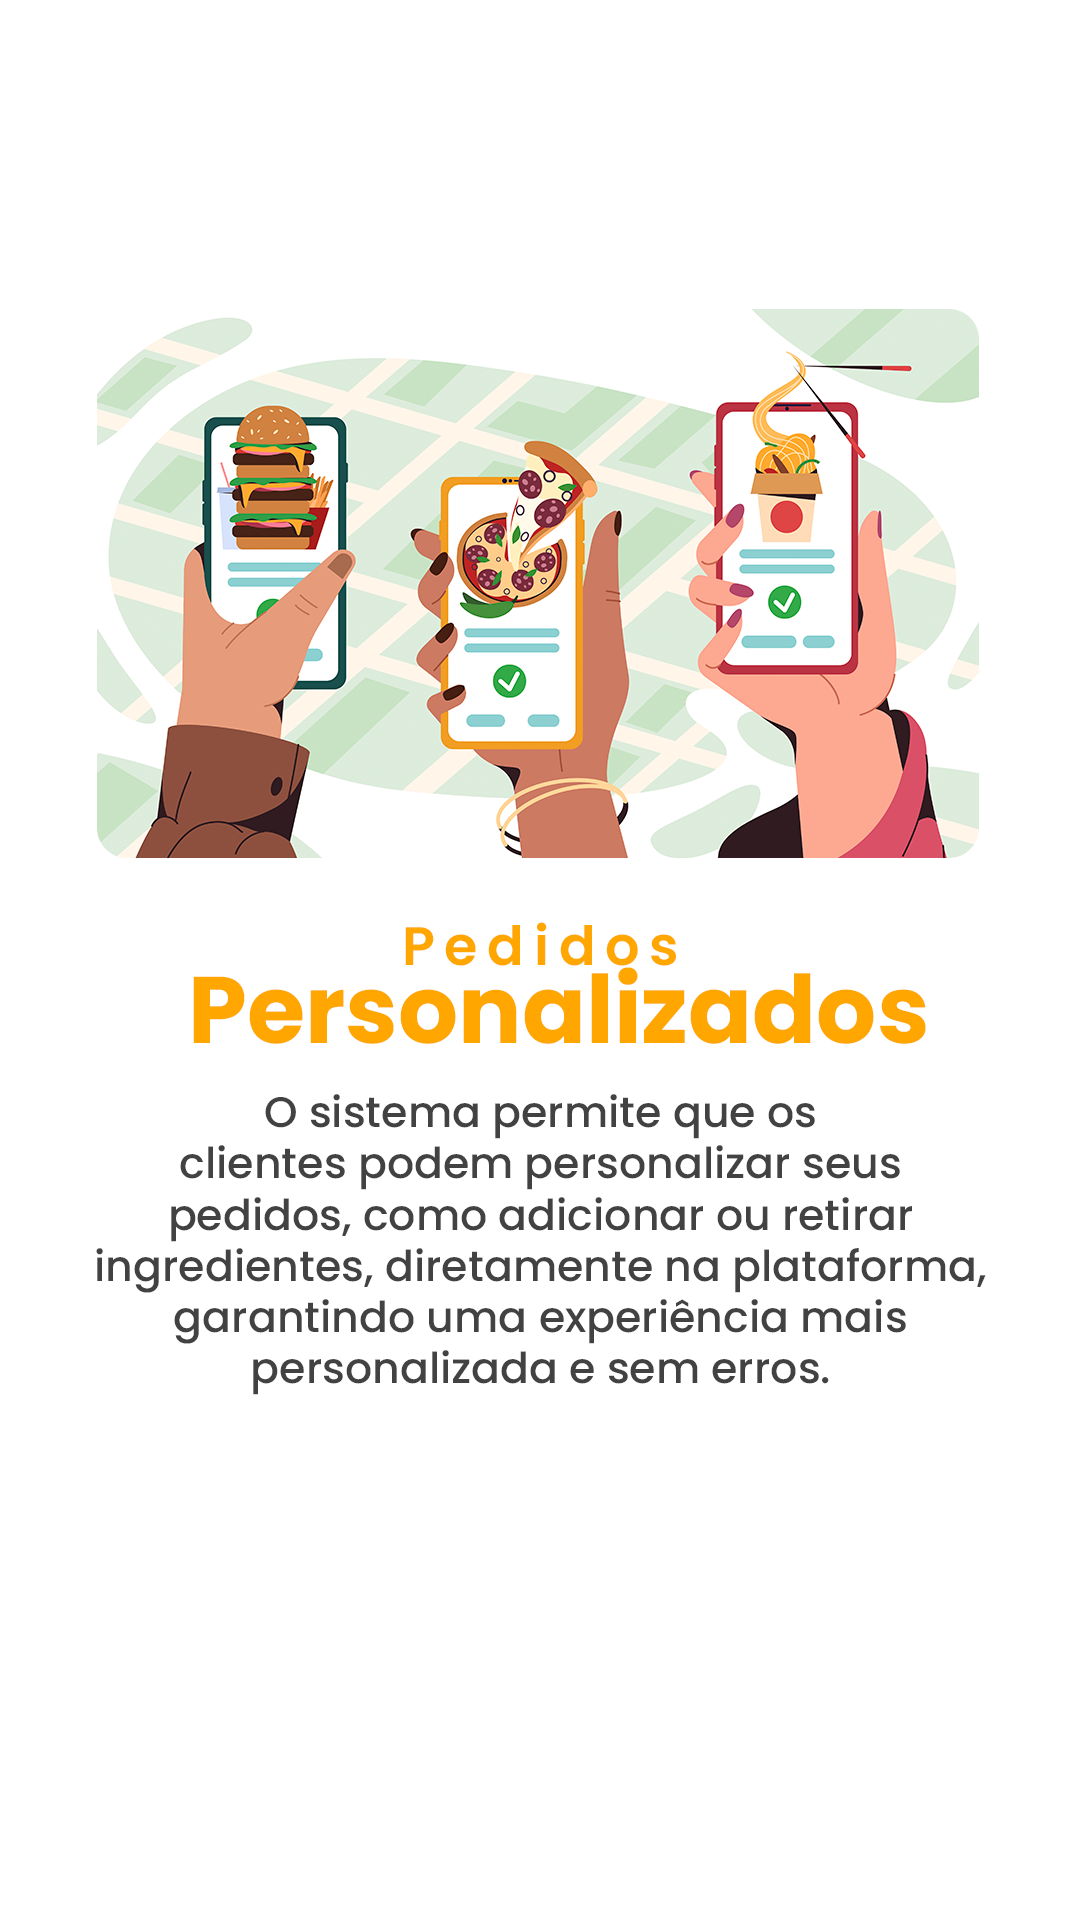 Pedidos
Personalizados
O sistema permite que os
clientes podem personalizar seus
pedidos, como adicionar ou retirar
ingredientes, diretamente na plataforma,
garantindo uma experiência mais
personalizada e sem erros.